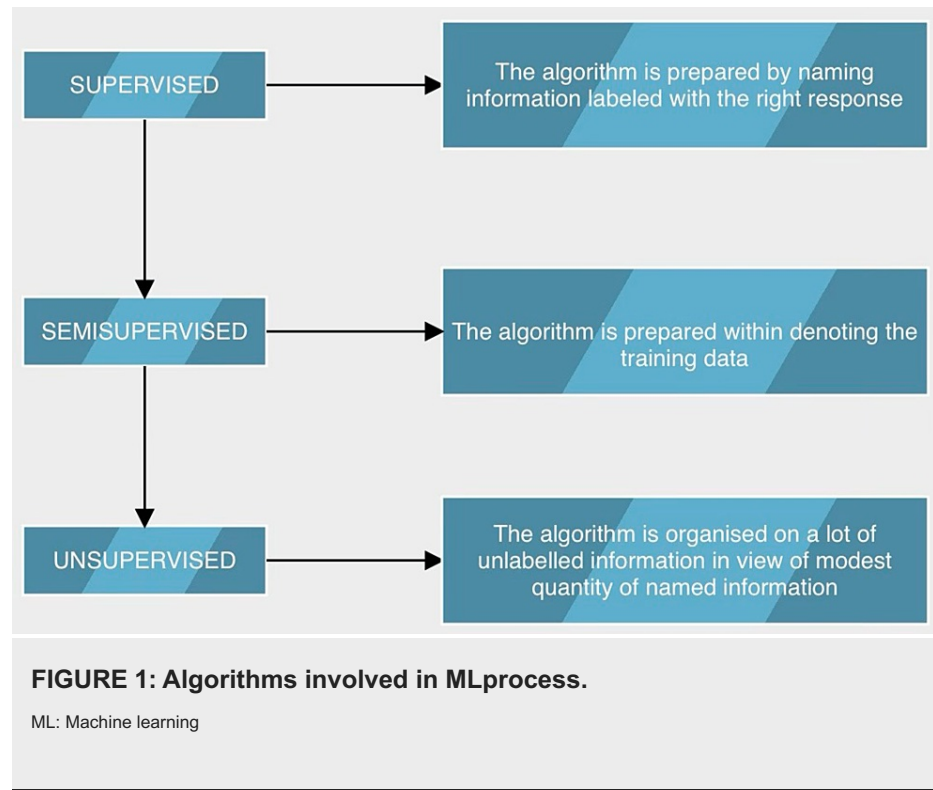 SUPERVISED
The algorithm is prepared by naming
information labeled with the right response
SEMISUPERVISED
The algorithm is prepared within denoting the
training data
UNSUPERVISED
The algorithm is organised on a lot of
unlabelled information in view of modest
quantity of named information
FIGURE 1: Algorithms involved in MLprocess.
ML: Machine learning